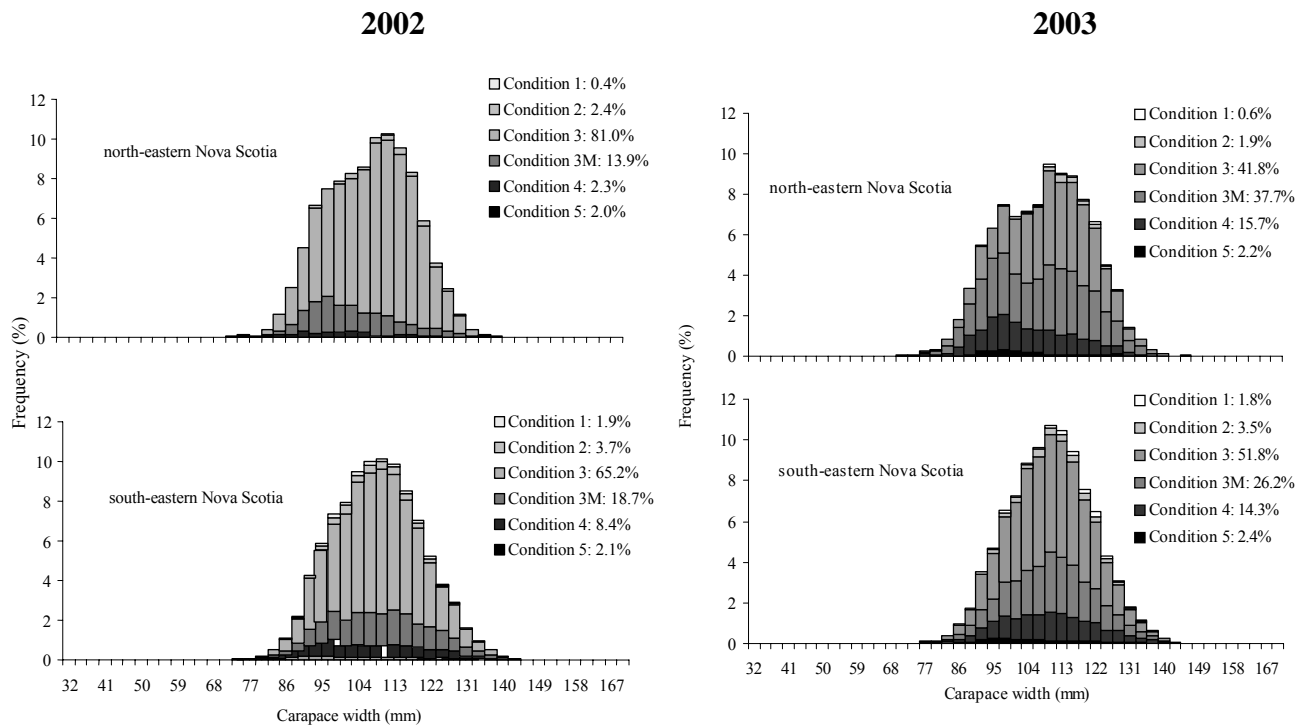 2002
2003
Condition 1: 0.4%
Condition 2: 2.4%
Condition 3: 81.0%
Condition 3M: 13.9%
Condition 4: 2.3%
Condition 5: 2.0%
north-eastern Nova Scotia
12
10
8
6
4
2
0
Condition 1: 1.9%
Condition 2: 3.7%
Condition 3: 65.2%
Condition 3M: 18.7%
Condition 4: 8.4%
Condition 5: 2.1%
south-eastern Nova Scotia
12
10
8
6
4
2
0
Frequency (%)
32 41 50 59 68 77 86 95 104 113 122 131 140 149 158 167
Carapace width (mm)
Condition 1: 0.6%
Condition 2: 1.9%
Condition 3: 41.8%
Condition 3M: 37.7%
Condition 4: 15.7%
Condition 5: 2.2%
north-eastern Nova Scotia
12
10
8
6
4
2
0
Condition 1: 1.8%
Condition 2: 3.5%
Condition 3: 51.8%
Condition 3M: 26.2%
Condition 4: 14.3%
Condition 5: 2.4%
south-eastern Nova Scotia
12
10
8
6
4
2
0
Frequency (%)
32 41 50 59 68 77 86 95 104 113 122 131 140 149 158 167
Carapace width (mm)